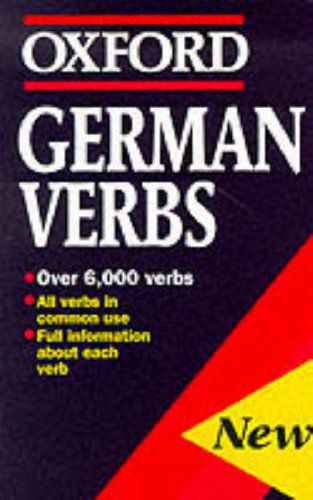 OXFORD
GERMAN
VERBS
• Over 6,000 verbs
• All verbs in
common use
• Full information
about each
verb
New